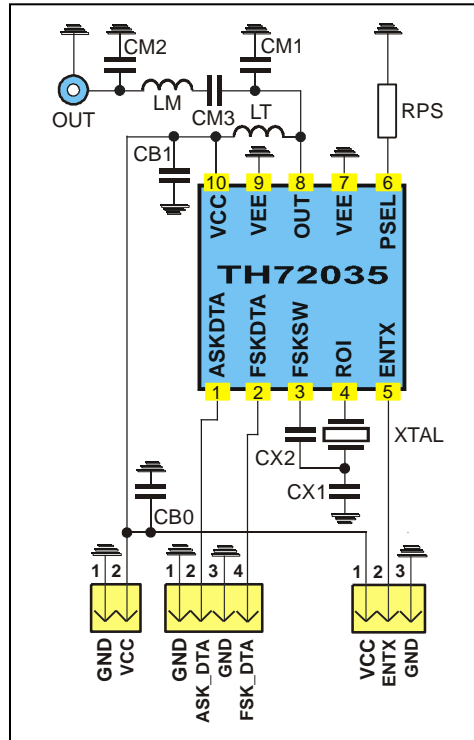 CM2
CM1
OUT
LM
CM3
LT
RPS
CB1
10
9
8
7
6
VCC
VEE
OUT
VEE
PSEL
TH72035
ASKDTA
FSKDTA
FSKSW
ROI
ENTX
1
2
3
4
5
CX2
XTAL
CX1
CB0
1 2
1 2 3 4
1 2 3
GND
VCC
GND
ASK_DTA
GND
FSK_DTA
VCC
ENTX
GND